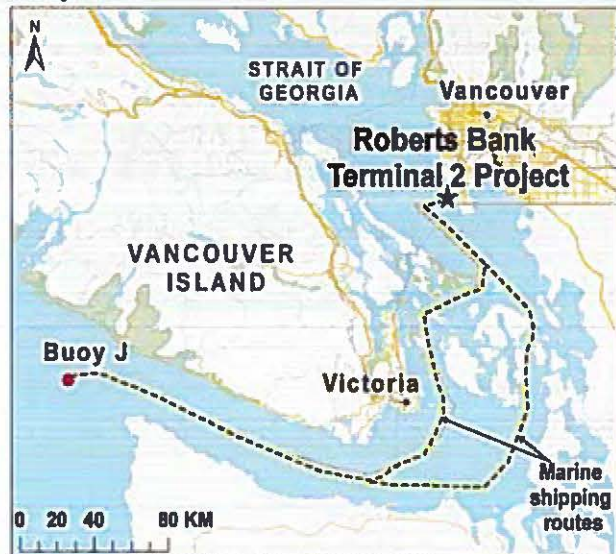 N
STRAIT OF
GEORGIA
Vancouver
Roberts Bank
Terminal 2 Project
VANCOUVER
ISLAND
Buoy J
Victoria
Marine
shipping
routes
0 20 40 80 KM